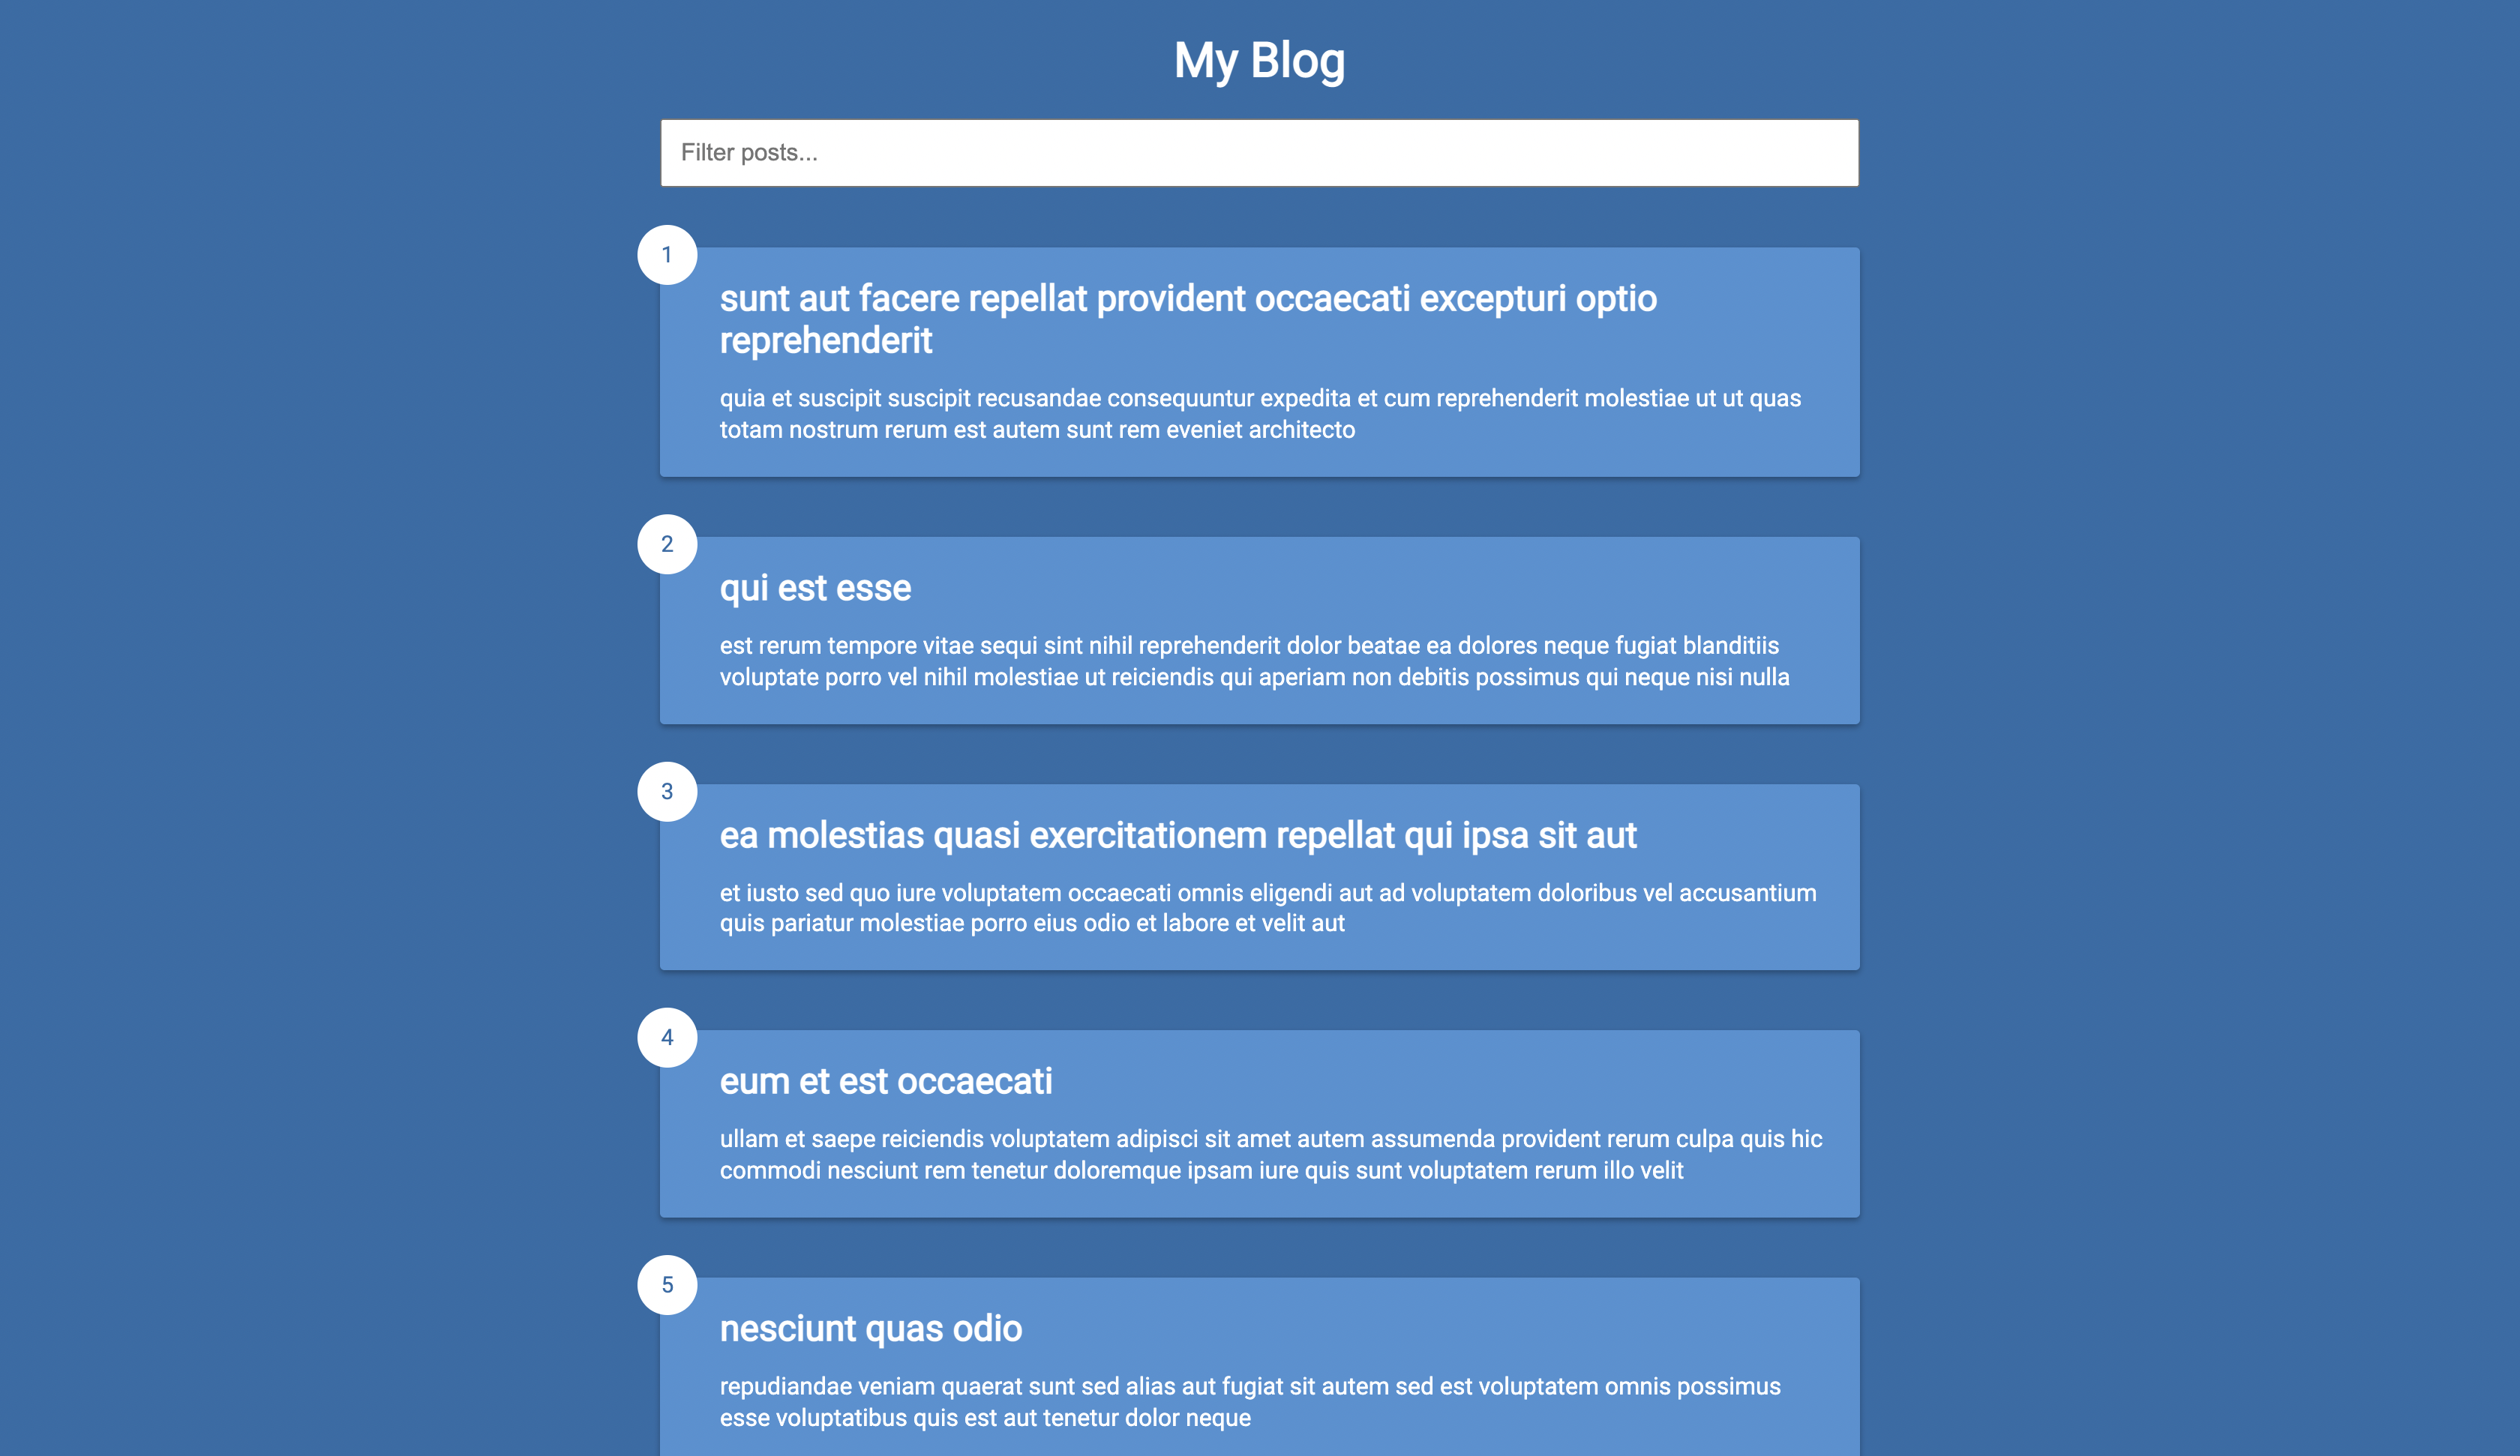 My Blog
Filter posts...
1
sunt aut facere repellat provident occaecati excepturi optio
reprehenderit
quia et suscipit suscipit recusandae consequuntur expedita et cum reprehenderit molestiae ut ut quas
totam nostrum rerum est autem sunt rem eveniet architecto
2
qui est esse
est rerum tempore vitae sequi sint nihil reprehenderit dolor beatae ea dolores neque fugiat blanditiis
voluptate porro vel nihil molestiae ut reiciendis qui aperiam non debitis possimus qui neque nisi nulla
3
ea molestias quasi exercitationem repellat qui ipsa sit aut
et iusto sed quo iure voluptatem occaecati omnis eligendi aut ad voluptatem doloribus vel accusantium
quis pariatur molestiae porro eius odio et labore et velit aut
4
eum et est occaecati
ullam et saepe reiciendis voluptatem adipisci sit amet autem assumenda provident rerum culpa quis hic
commodi nesciunt rem tenetur doloremque ipsam iure quis sunt voluptatem rerum illo velit
5
nesciunt quas odio
repudiandae veniam quaerat sunt sed alias aut fugiat sit autem sed est voluptatem omnis possimus
esse voluptatibus quis est aut tenetur dolor neque